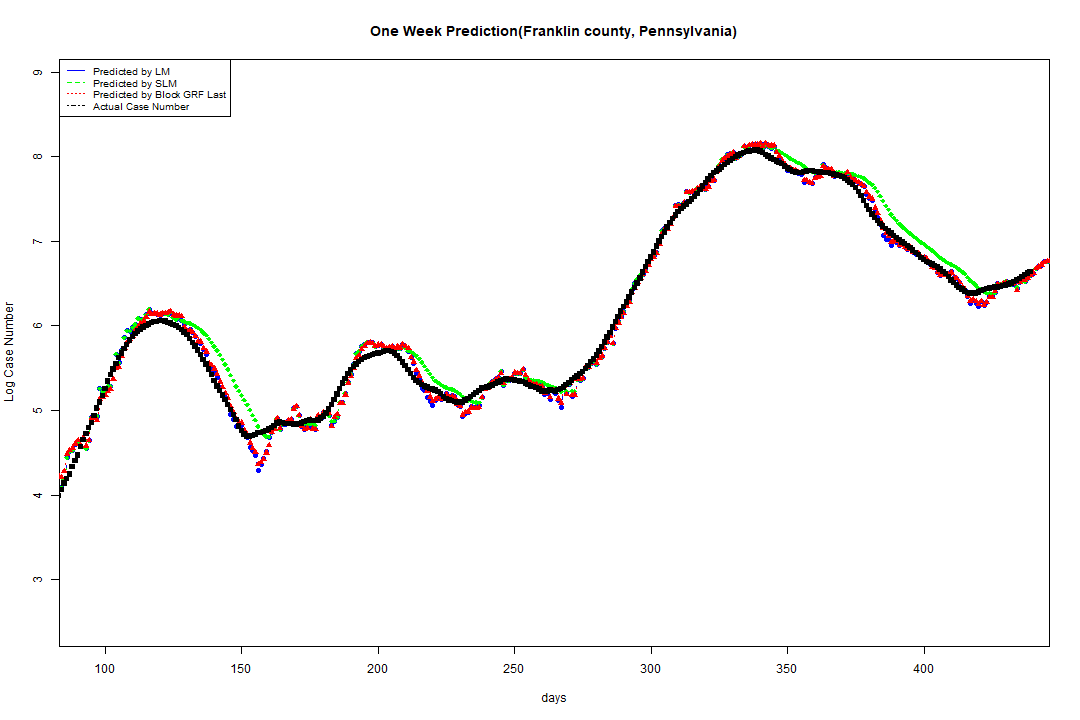 One Week Prediction(Franklin county, Pennsylvania)
Predicted by LM
Predicted by SLM
Predicted by Block GRF Last
Actual Case Number
9
8
7
6
5
4
3
Log Case Number
100 150 200 250 300 350 400
days